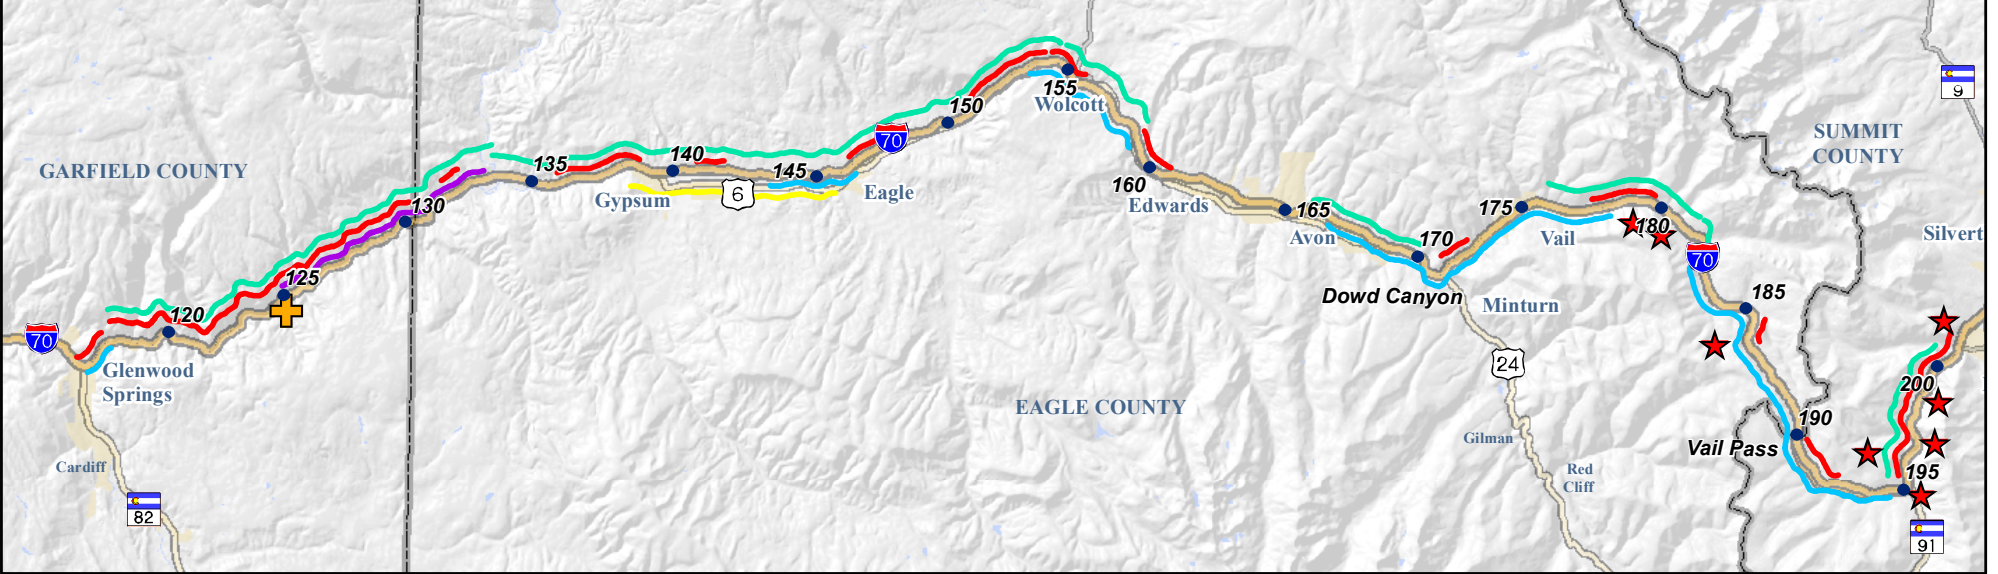 9
SUMMIT
COUNTY
150
155
Wolcott
70
135
140
145
6
Gypsum
Eagle
GARFIELD COUNTY
130
160
Edwards
165
Avon
170
175
Vail
180
70
Silvert
125
120
70
Glenwood
Springs
Dowd Canyon
Minturn
185
24
200
EAGLE COUNTY
190
Vail Pass
Gilman
Red
Cliff
195
Cardiff
82
91